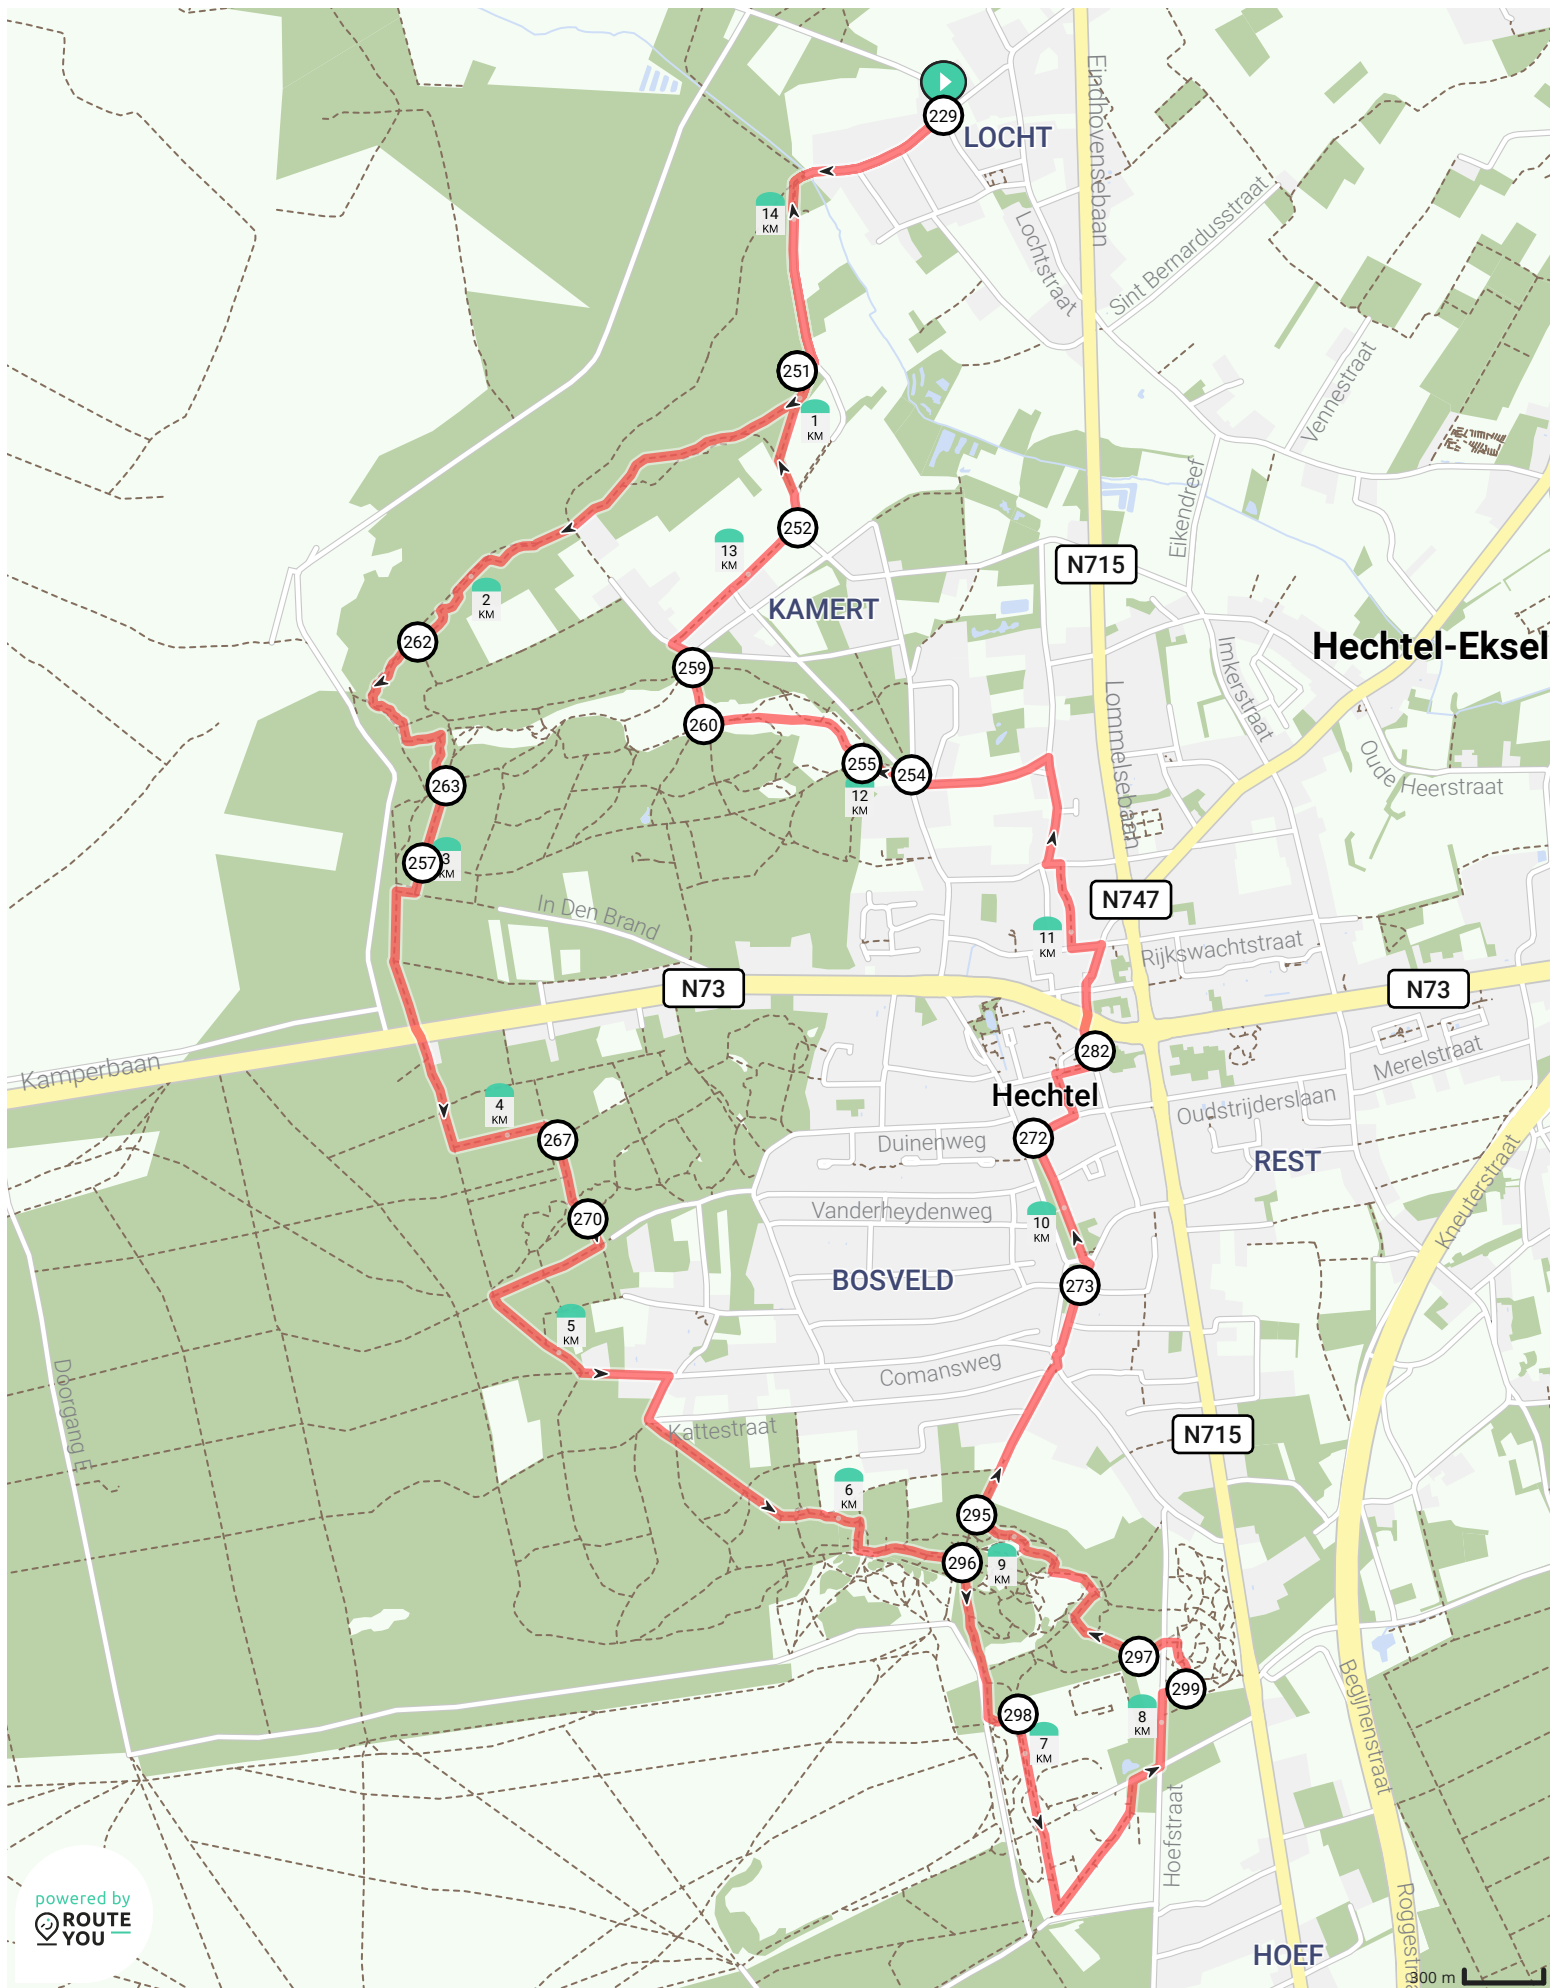 229
LOCHT
Eindhovensebaan
14
KM
Lochtstraat
Sint Bernardusstraat
251
1
KM
Vennestraat
252
Eikendreef
13
KM
N715
2
KM
KAMERT
262
Hechtel-Eksel
Imkerstraat
259
260
Lommelsebaan
255
254
Oude Heerstraat
263
12
KM
257
3
KM
N747
In Den Brand
11
KM
Rijkswachtstraat
N73
N73
282
Kamperbaan
Merelstraat
Hechtel
4
KM
Oudstrijderslaan
267
272
Duinenweg
REST
Kneuterstraat
270
Vanderheydenweg
10
KM
BOSVELD
273
5
KM
Comansweg
Doorgang E
Kattestraat
N715
6
KM
295
296
9
KM
297
299
Begijnenstraat
298
8
KM
7
KM
Hoefstraat
powered by
ROUTE
YOU
HOEF
300 m